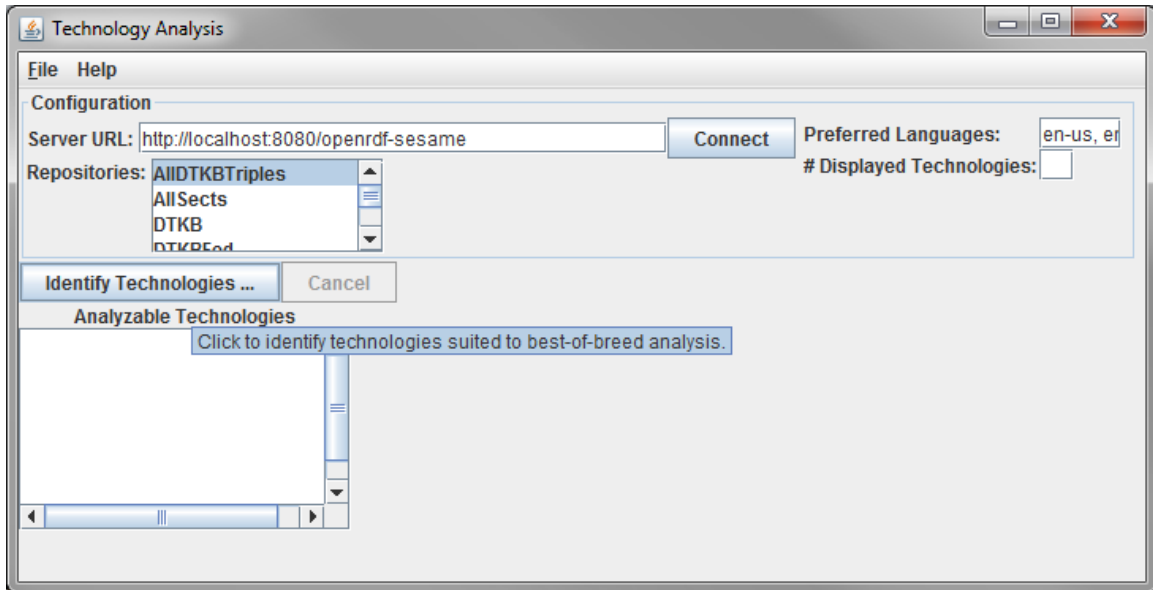 Technology Analysis
File Help
Configuration
Server URL: http://localhost:8080/openrdf-sesame Connect Preferred Languages: en-us, en
Repositories: AllDTKBTriples # Displayed Technologies:
AllSects
DTKB
DTKBFed
Identify Technologies ... Cancel
Analyzable Technologies
Click to identify technologies suited to best-of-breed analysis.